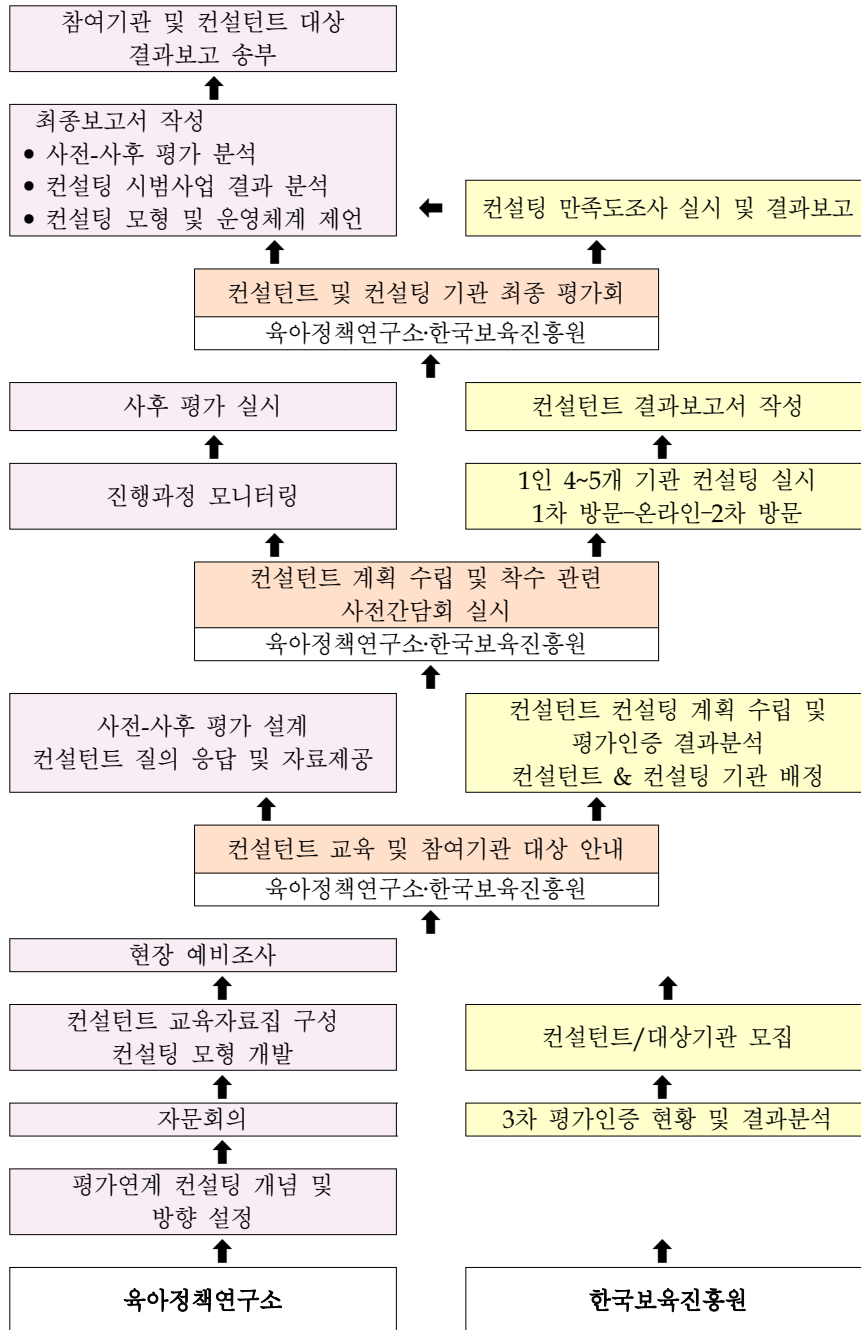 참여기관 및 컨설턴트 대상
결과보고 송부
최종보고서 작성
• 사전-사후 평가 분석
• 컨설팅 시범사업 결과 분석
• 컨설팅 모형 및 운영체계 제언
컨설팅 만족도조사 실시 및 결과보고
컨설턴트 및 컨설팅 기관 최종 평가회
육아정책연구소·한국보육진흥원
사후 평가 실시
컨설턴트 결과보고서 작성
진행과정 모니터링
1인 4~5개 기관 컨설팅 실시
1차 방문-온라인-2차 방문
컨설턴트 계획 수립 및 착수 관련
사전간담회 실시
육아정책연구소·한국보육진흥원
사전-사후 평가 설계
컨설턴트 질의 응답 및 자료제공
컨설턴트 컨설팅 계획 수립 및
평가인증 결과분석
컨설턴트 & 컨설팅 기관 배정
컨설턴트 교육 및 참여기관 대상 안내
육아정책연구소·한국보육진흥원
현장 예비조사
컨설턴트 교육자료집 구성
컨설팅 모형 개발
컨설턴트/대상기관 모집
자문회의
3차 평가인증 현황 및 결과분석
평가연계 컨설팅 개념 및
방향 설정
육아정책연구소
한국보육진흥원